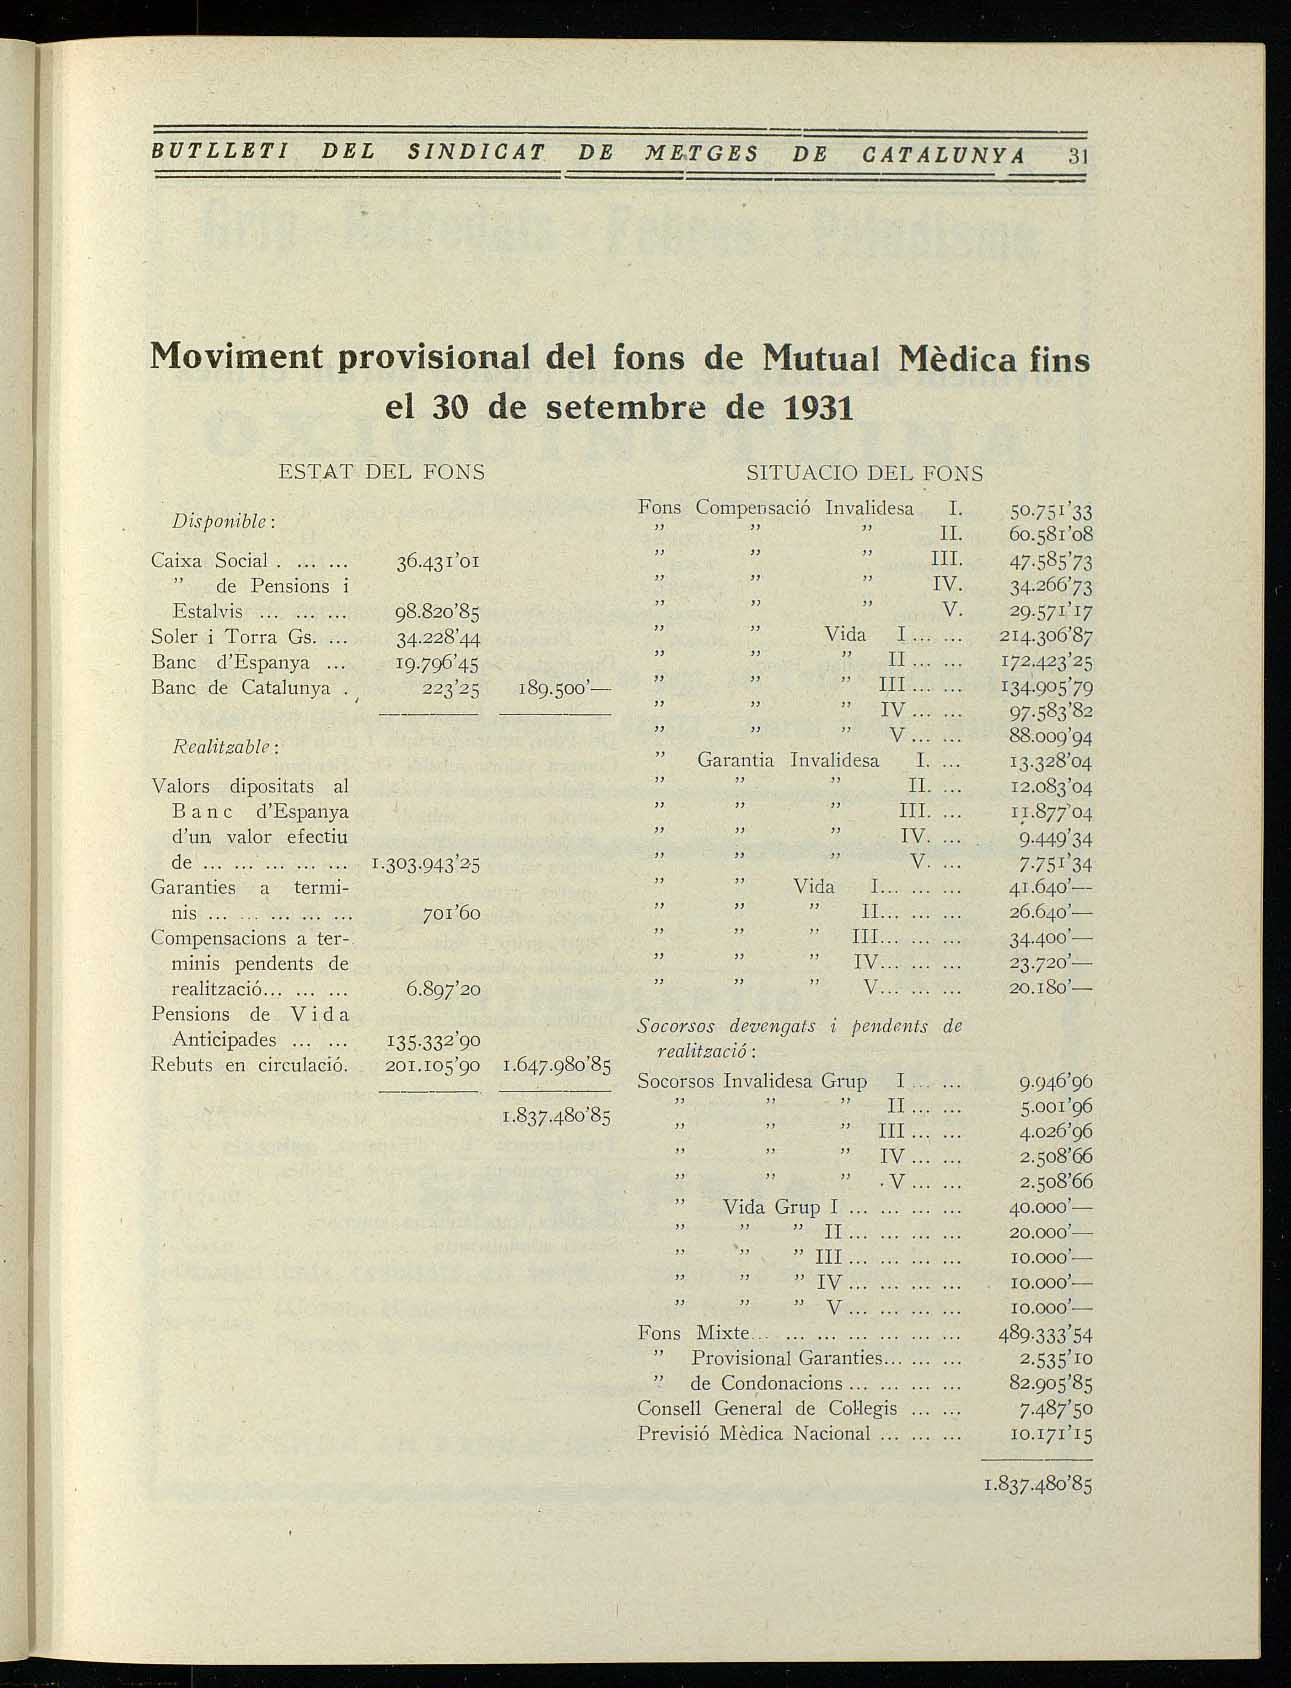 BUTLLETI DEL SINDICAT DE METGES DE CATALUNYA 31
Moviment provisional del fons de Mutual Mèdica fins
el 30 de setembre de 1931
ESTAT DEL FONS
Disponible:
Caixa Social . ... ... 36.431'01
" de Pensions i
Estalvis ... ... ... 98.820'85
Soler i Torra Gs. ... 34.228'44
Banc d'Espanya ... 19.796'45
Banc de Catalunya . 223'25 189.500'—
Realitzable:
Valors dipositats al
Banc d'Espanya
d'un valor efectiu
de ... ... ... ... ... 1.303.943'25
Garanties a termi-
nis ... ... ... ... ... 701'60
Compensacions a ter-
minis pendents de
realització... ... ... 6.897'20
Pensions de Vida
Anticipades ... ... 135.332'90
Rebuts en circulació. 201.105'90 1.647.980'85
1.837.480'85
SITUACIO DEL FONS
Fons Compensació Invalidesa I. 50.751'33
" " " II. 60.581'08
" " " III. 47.585'73
" " " IV. 34.266'73
" " " V. 29.571'17
" " Vida I ... ... 214.306'87
" " " II ... ... 172.423'25
" " " III ... ... 134.905'79
" " " IV ... ... 97.583'82
" " " V ... ... 88.009'94
" Garantia Invalidesa I. ... 13.328'04
" " " II. ... 12.083'04
" " " III. ... 11.877'04
" " " IV. ... 9.449'34
" " " V. ... 7.751'34
" " Vida I... ... ... 41.640'—
" " " II... ... ... 26.640'—
" " " III... ... ... 34.400'—
" " " IV... ... ... 23.720'—
" " " V... ... ... 20.180'—
Socorsos devengats i pendents de
realització:
Socorsos Invalidesa Grup I ... ... 9.946'96
" " " II ... ... 5.001'96
" " " III ... ... 4.026'96
" " " IV ... ... 2.508'66
" " " V ... ... 2.508'66
" Vida Grup I ... ... ... ... 40.000'—
" " " II ... ... ... ... 20.000'—
" " " III ... ... ... ... 10.000'—
" " " IV ... ... ... ... 10.000'—
" " " V ... ... ... ... 10.000'—
Fons Mixte... ... ... ... ... ... ... 489.333'54
" Provisional Garanties... ... ... 2.535'10
" de Condonacions ... ... ... ... 82.905'85
Consell General de Col·legis ... ... 7.487'50
Previsió Mèdica Nacional ... ... ... 10.171'15
1.837.480'85